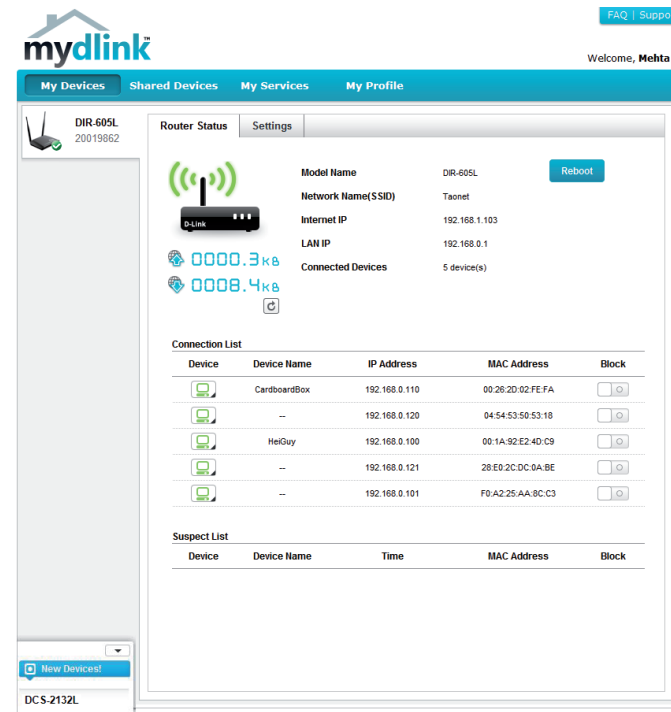 FAQ | Suppo
mydlink™
Welcome, Mehta
My Devices Shared Devices My Services My Profile
DIR-605L
20019862
Router Status Settings
Model Name DIR-605L Reboot
Network Name(SSID) Taonet
Internet IP 192.168.1.103
LAN IP 192.168.0.1
Connected Devices 5 device(s)
D-Link
0000.3KB
0008.4KB
Connection List
Device Device Name IP Address MAC Address Block
CardboardBox 192.168.0.110 00:26:2D:02:FE:FA
-- 192.168.0.120 04:54:53:50:53:18
HeiGuy 192.168.0.100 00:1A:92:E2:4D:C9
-- 192.168.0.121 28:E0:2C:DC:0A:BE
-- 192.168.0.101 F0:A2:25:AA:8C:C3
Suspect List
Device Device Name Time MAC Address Block
New Devices!
DCS-2132L